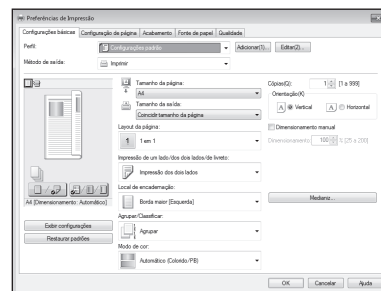 Preferências de Impressão
Configurações básicas Configuração de página Acabamento Fonte de papel Qualidade
Perfil: Configurações padrão Adicionar(1)... Editar(2)...
Método de saída: Imprimir
Tamanho da página: Cópias(Q): 1 [1 a 999]
A4 Orientação(K)
Tamanho da saída: A Vertical A Horizontal
Coincidir tamanho da página
Layout da página: Dimensionamento manual
1 1 em 1 Dimensionamento: 100 % [25 a 200]
Impressão de um lado/dos dois lados/de livreto:
Impressão dos dois lados
Local de encadernação:
Borda maior [Esquerda] Medianiz...
A4 [Dimensionamento: Automático]
Agrupar/Classificar:
Exibir configurações Agrupar
Restaurar padrões
Modo de cor:
Automático (Colorido/PB)
OK Cancelar Ajuda